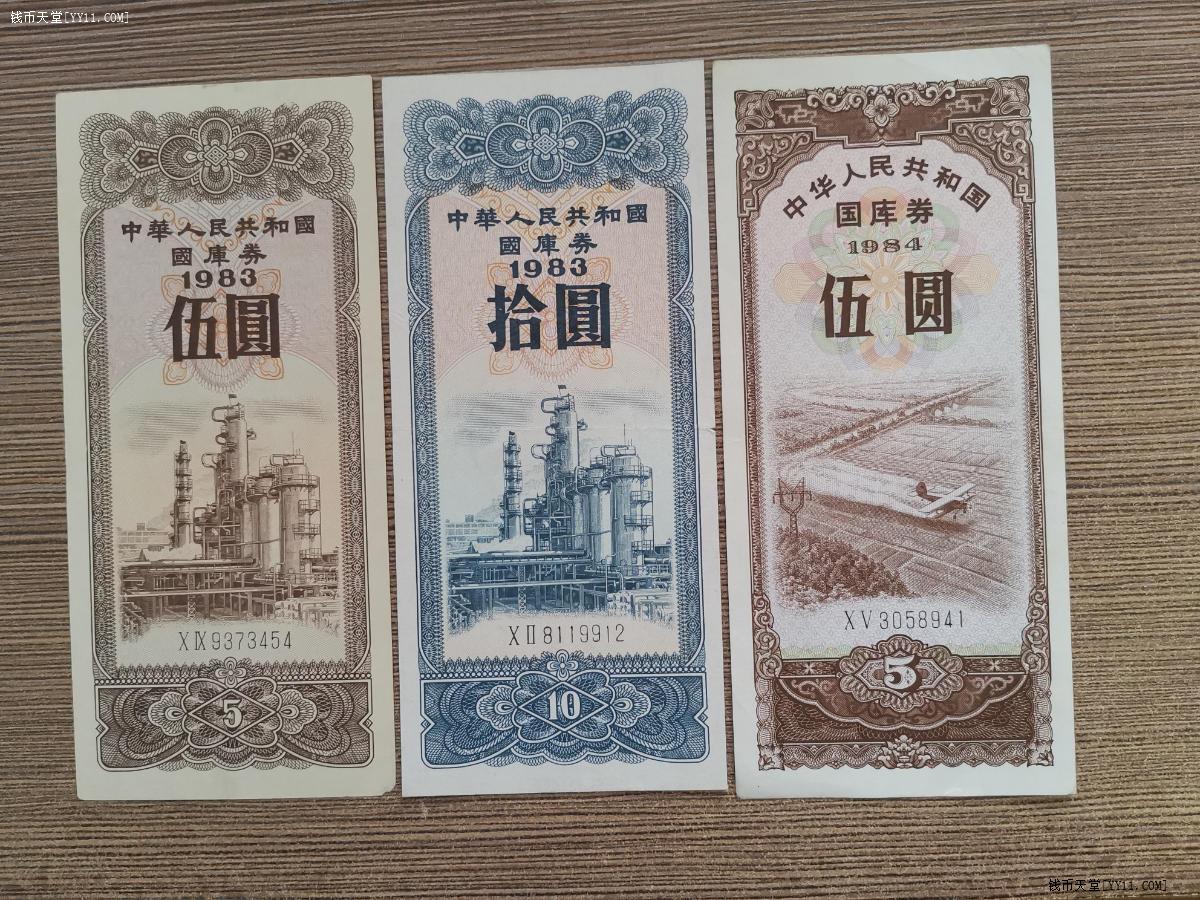 钱币天堂[YY11.COM]
中華人民共和國
國庫券
1983
伍圓
XIX9373454
5
中華人民共和國
國庫券
1983
拾圓
XII8119912
10
中华人民共和国
国库券
1984
伍圆
XV3058941
5
钱币天堂[YY11.COM]